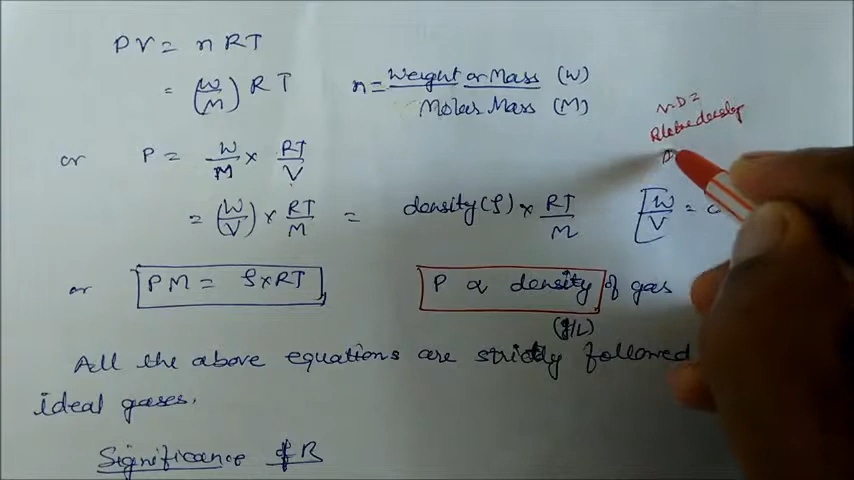 PV = n RT
= (W/M) RT    n = Weight or Mass (W) / Molar Mass (M)
V.D =
or P = W/M × RT/V
= (W/V) × RT/M = density (ρ) × RT/M    [W/V =
or PM = ρ×RT    P α density of gas
(g/L)
All the above equations are strictly followed
ideal gases.
Significance of R